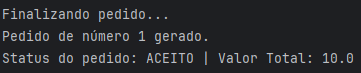 Finalizando pedido...
Pedido de número 1 gerado.
Status do pedido: ACEITO | Valor Total: 10.0